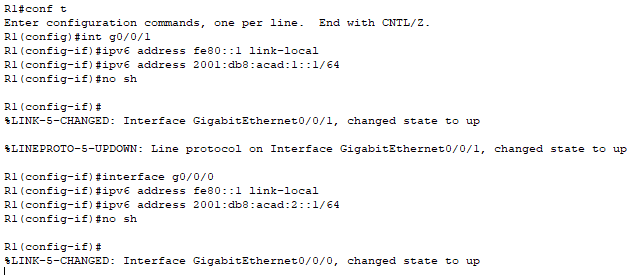 R1#conf t
Enter configuration commands, one per line.  End with CNTL/Z.
R1(config)#int g0/0/1
R1(config-if)#ipv6 address fe80::1 link-local
R1(config-if)#ipv6 address 2001:db8:acad:1::1/64
R1(config-if)#no sh
R1(config-if)#
%LINK-5-CHANGED: Interface GigabitEthernet0/0/1, changed state to up
%LINEPROTO-5-UPDOWN: Line protocol on Interface GigabitEthernet0/0/1, changed state to up
R1(config-if)#interface g0/0/0
R1(config-if)#ipv6 address fe80::1 link-local
R1(config-if)#ipv6 address 2001:db8:acad:2::1/64
R1(config-if)#no sh
R1(config-if)#
%LINK-5-CHANGED: Interface GigabitEthernet0/0/0, changed state to up